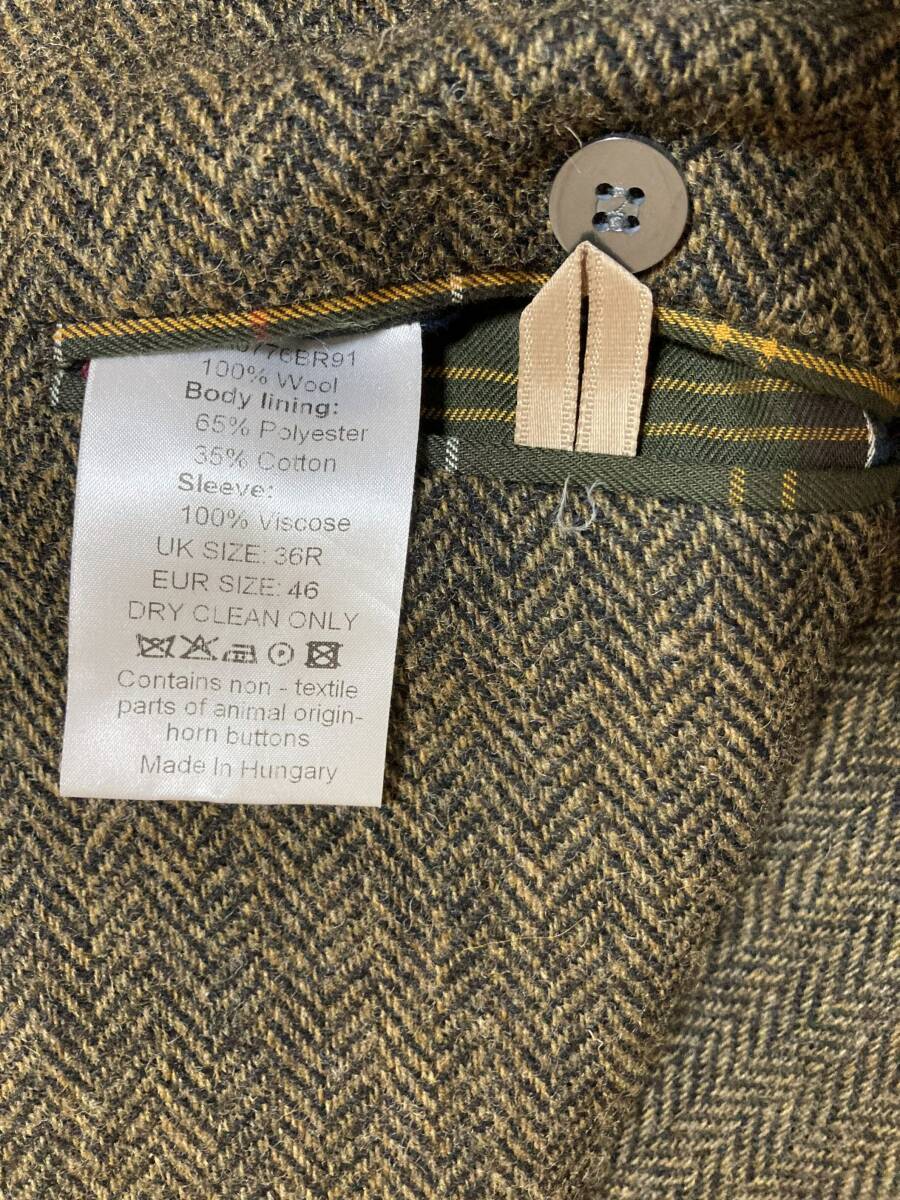 100% Wool
Body lining:
65% Polyester
35% Cotton
Sleeve:
100% Viscose
UK SIZE: 36R
EUR SIZE: 46
DRY CLEAN ONLY
Contains non - textile
parts of animal origin-
horn buttons
Made In Hungary